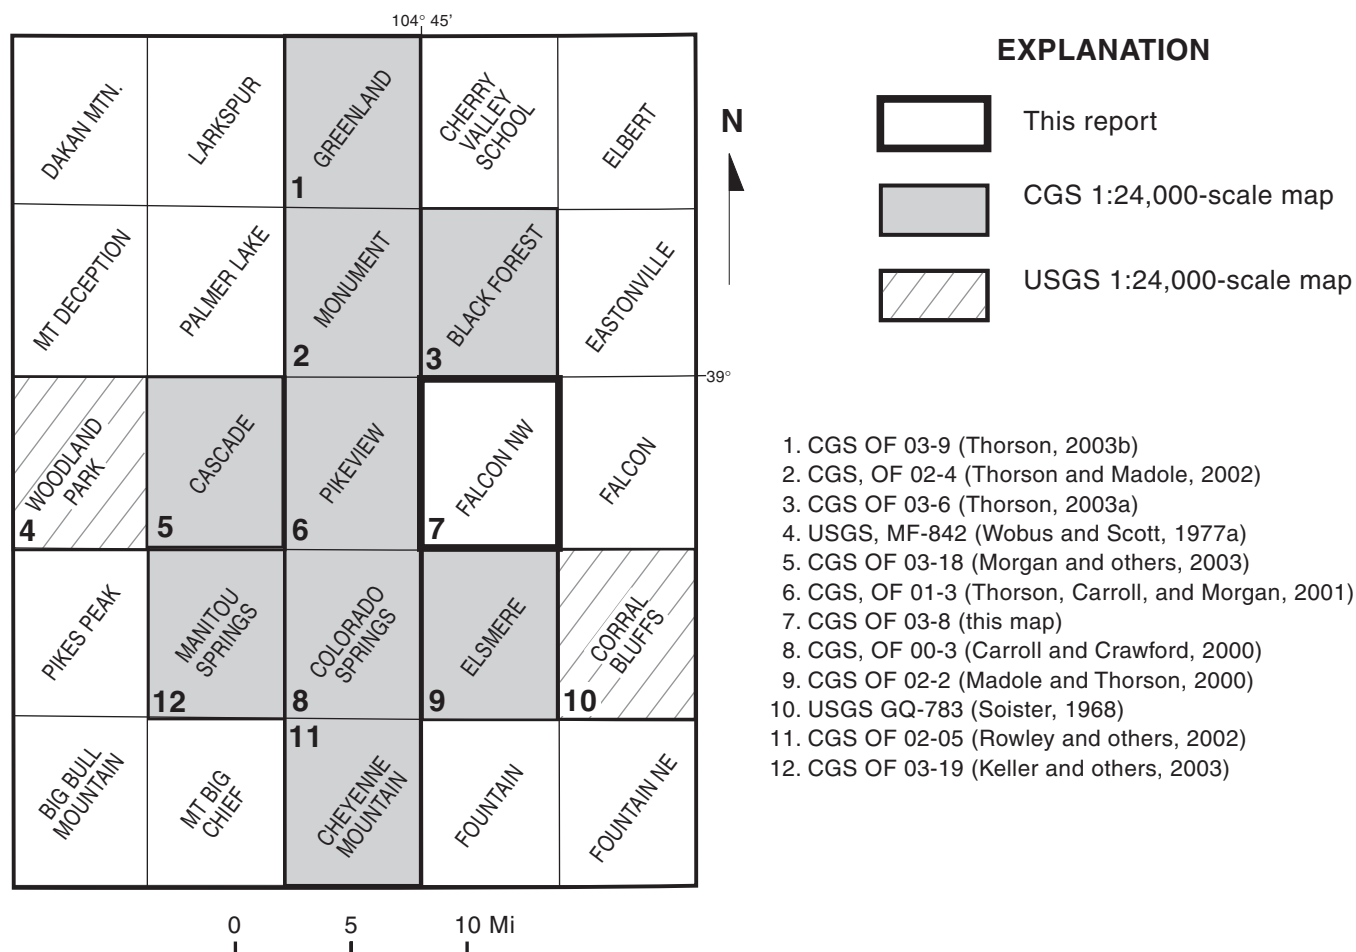 104° 45'
DAKAN MTN.
LARKSPUR
GREENLAND
1
CHERRY
VALLEY
SCHOOL
ELBERT
MT DECEPTION
PALMER LAKE
MONUMENT
2
BLACK FOREST
3
EASTONVILLE
39°
WOODLAND
PARK
4
CASCADE
5
PIKEVIEW
6
FALCON NW
7
FALCON
PIKES PEAK
MANITOU
SPRINGS
12
COLORADO
SPRINGS
8
ELSMERE
9
CORRAL
BLUFFS
10
BIG BULL
MOUNTAIN
MT BIG
CHIEF
11
CHEYENNE
MOUNTAIN
FOUNTAIN
FOUNTAIN NE
0 5 10 Mi
N
EXPLANATION
This report
CGS 1:24,000-scale map
USGS 1:24,000-scale map
1. CGS OF 03-9 (Thorson, 2003b)
2. CGS, OF 02-4 (Thorson and Madole, 2002)
3. CGS OF 03-6 (Thorson, 2003a)
4. USGS, MF-842 (Wobus and Scott, 1977a)
5. CGS OF 03-18 (Morgan and others, 2003)
6. CGS, OF 01-3 (Thorson, Carroll, and Morgan, 2001)
7. CGS OF 03-8 (this map)
8. CGS, OF 00-3 (Carroll and Crawford, 2000)
9. CGS OF 02-2 (Madole and Thorson, 2000)
10. USGS GQ-783 (Soister, 1968)
11. CGS OF 02-05 (Rowley and others, 2002)
12. CGS OF 03-19 (Keller and others, 2003)